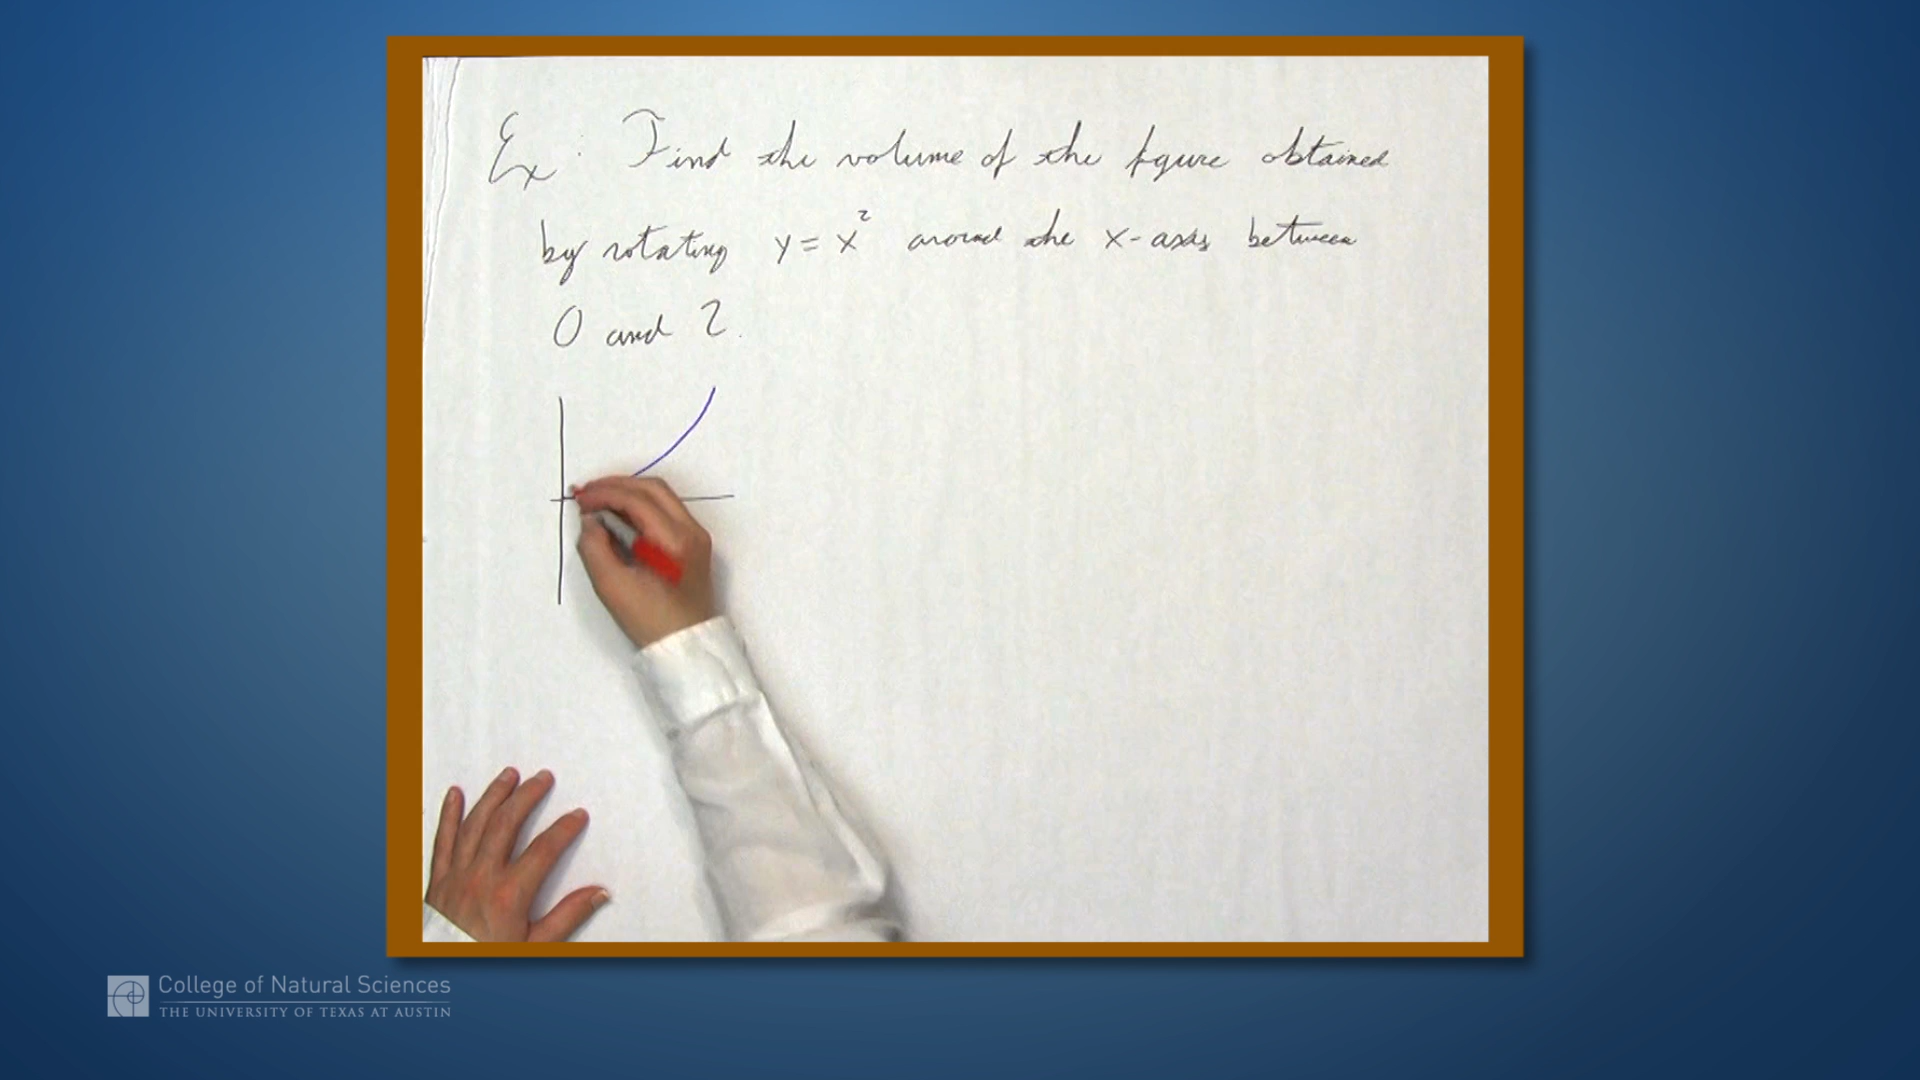 Ex: Find the volume of the figure obtained
by rotating y = x² around the x-axis between
0 and 2.
College of Natural Sciences
THE UNIVERSITY OF TEXAS AT AUSTIN